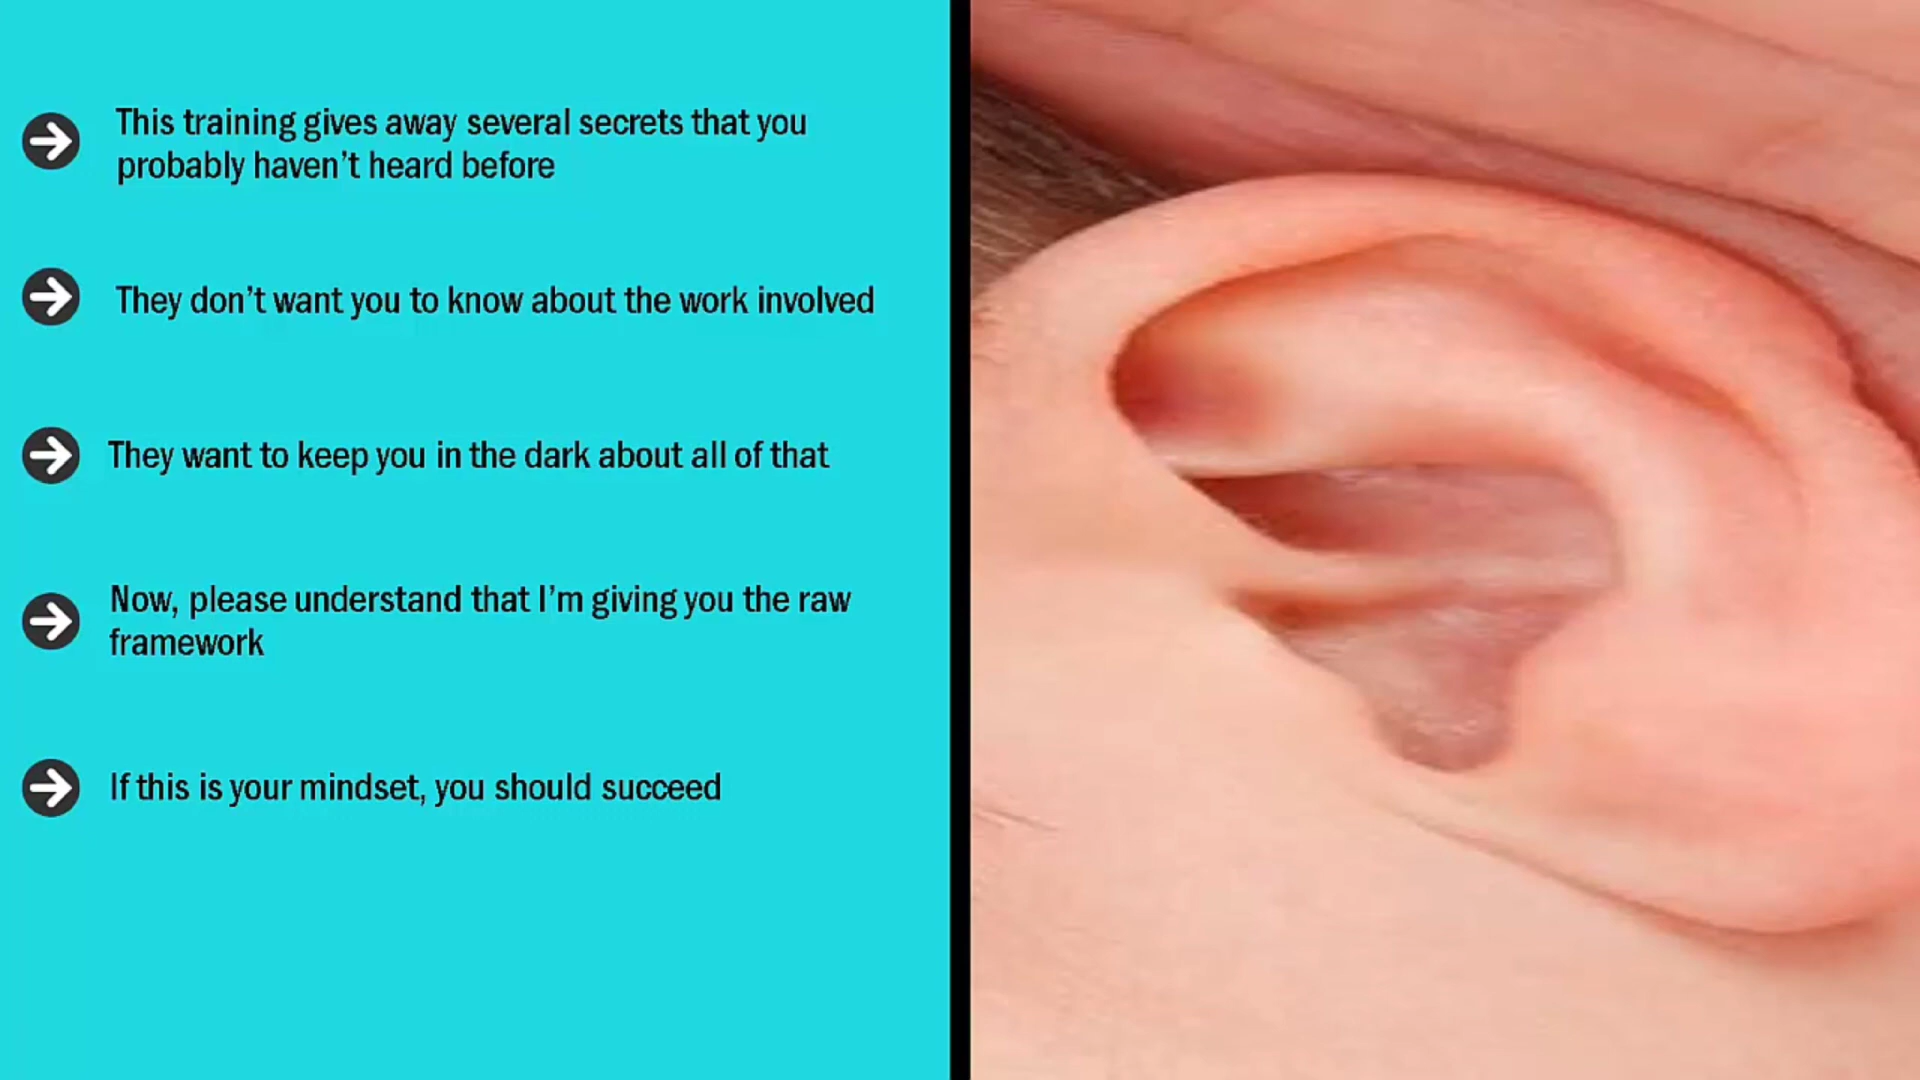 This training gives away several secrets that you
probably haven’t heard before
They don’t want you to know about the work involved
They want to keep you in the dark about all of that
Now, please understand that I’m giving you the raw
framework
If this is your mindset, you should succeed